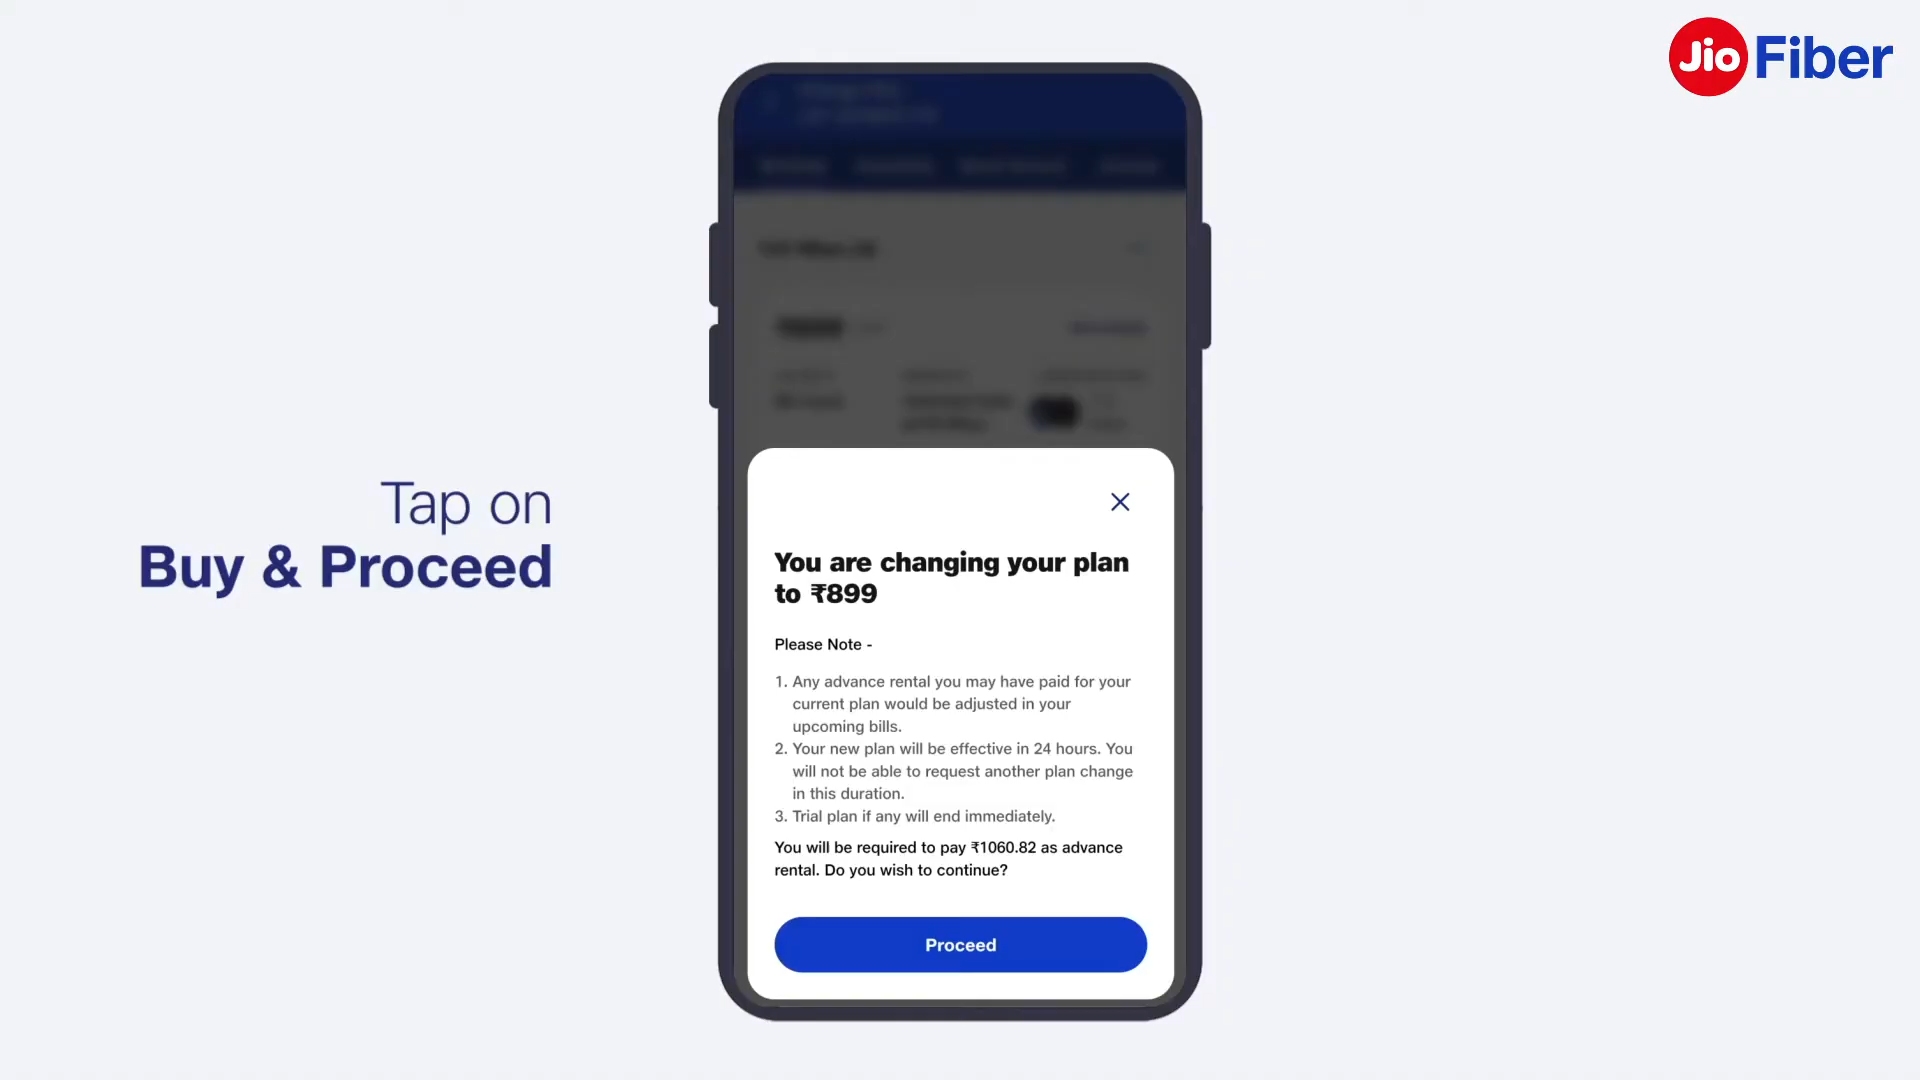 Jio Fiber
Tap on
Buy & Proceed
You are changing your plan
to ₹899
Please Note -
1. Any advance rental you may have paid for your
current plan would be adjusted in your
upcoming bills.
2. Your new plan will be effective in 24 hours. You
will not be able to request another plan change
in this duration.
3. Trial plan if any will end immediately.
You will be required to pay ₹1060.82 as advance
rental. Do you wish to continue?
Proceed